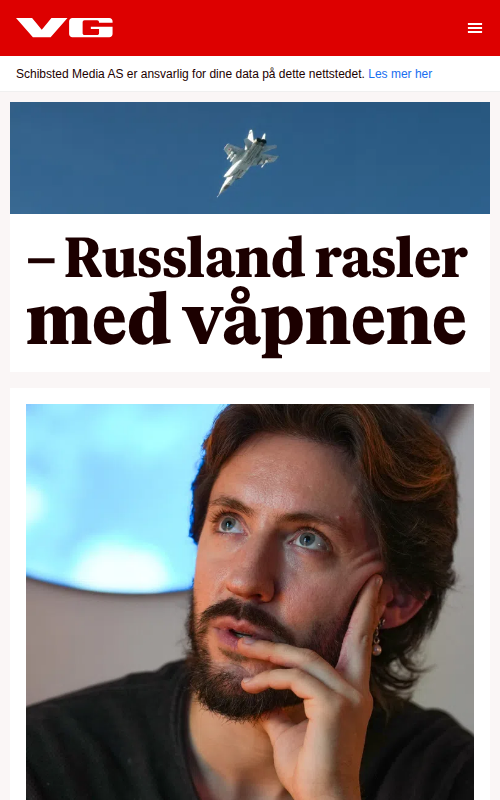 VG
Schibsted Media AS er ansvarlig for dine data på dette nettstedet. Les mer her
– Russland rasler
med våpnene